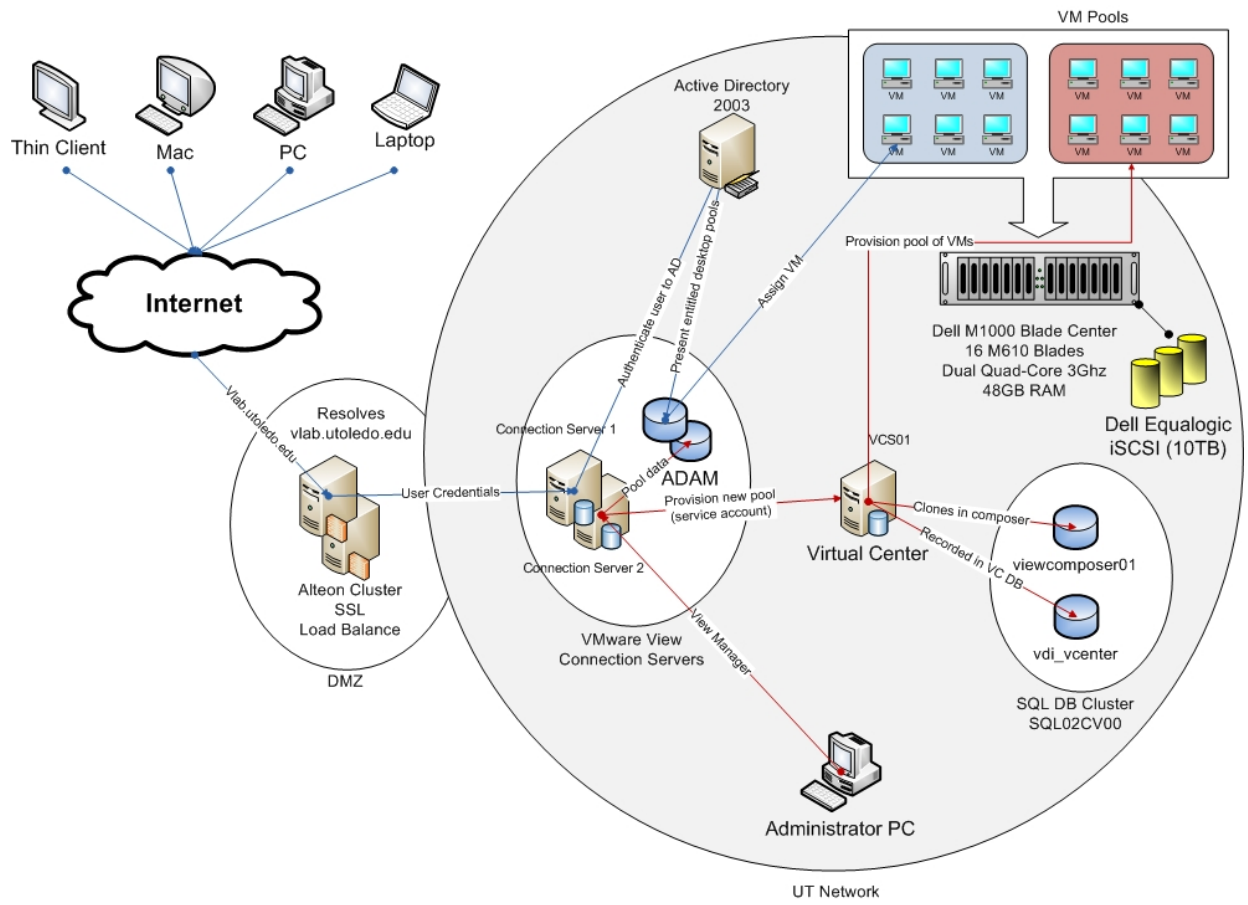 VM Pools
VM
VM
VM
VM
VM
VM
VM
VM
VM
VM
VM
VM
Thin Client
Mac
PC
Laptop
Active Directory
2003
Internet
Vlab.utoledo.edu
Resolves
vlab.utoledo.edu
Alteon Cluster
SSL
Load Balance
DMZ
User Credentials
Authenticate user to AD
Present entitled desktop pools
Assign VM
Provision pool of VMs
Dell M1000 Blade Center
16 M610 Blades
Dual Quad-Core 3Ghz
48GB RAM
Dell Equalogic
iSCSI (10TB)
Connection Server 1
ADAM
Pool data
Connection Server 2
VMware View
Connection Servers
Provision new pool
(service account)
VCS01
Virtual Center
Clones in composer
Recorded in VC DB
viewcomposer01
vdi_vcenter
SQL DB Cluster
SQL02CV00
View Manager
Administrator PC
UT Network